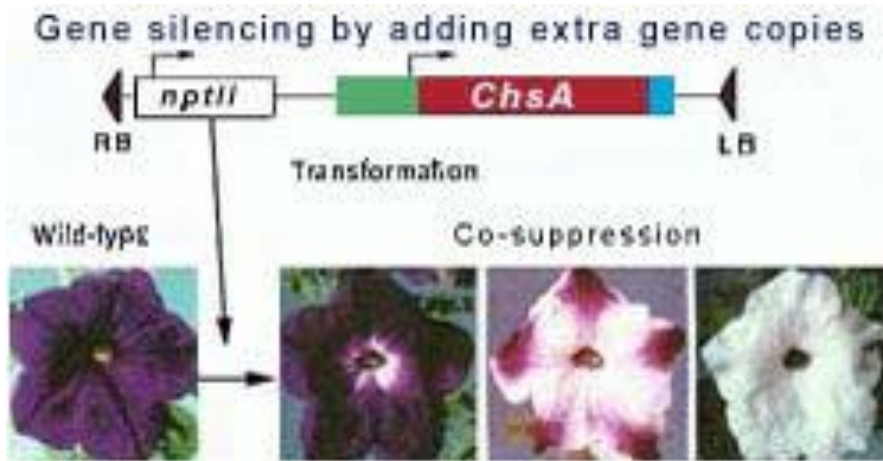 Gene silencing by adding extra gene copies
nptII ChsA
RB LB
Transformation
Wild-type Co-suppression